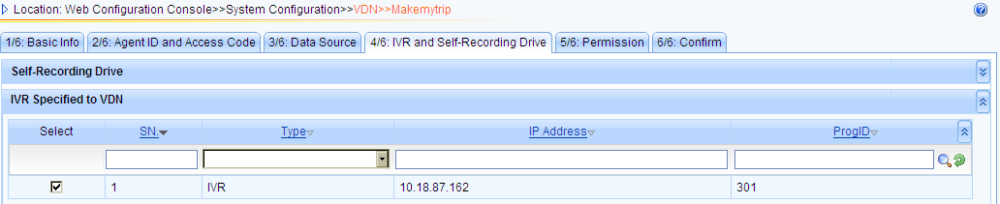 Location: Web Configuration Console>>System Configuration>>VDN>>Makemytrip
1/6: Basic Info 2/6: Agent ID and Access Code 3/6: Data Source 4/6: IVR and Self-Recording Drive 5/6: Permission 6/6: Confirm
Self-Recording Drive
IVR Specified to VDN
Select SN. Type IP Address ProgID
1 IVR 10.18.87.162 301